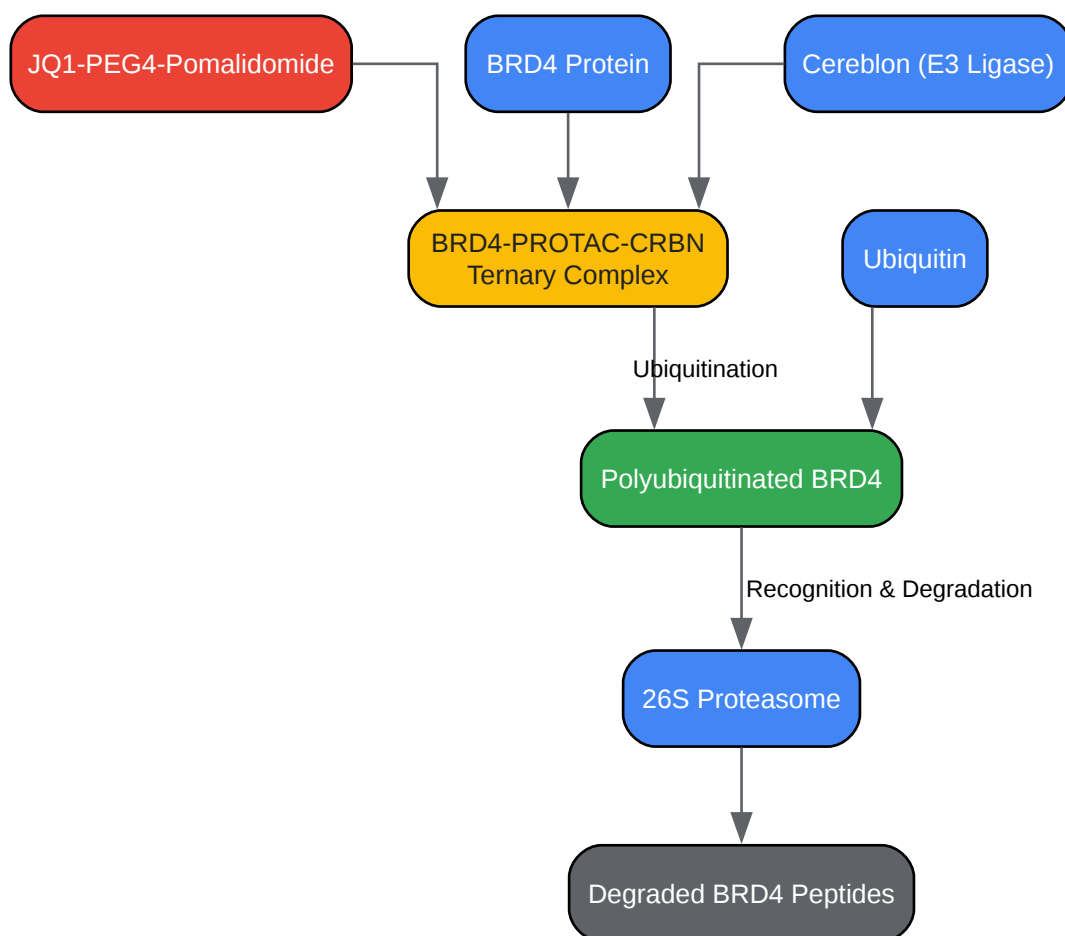 JQ1-PEG4-Pomalidomide
BRD4 Protein
Cereblon (E3 Ligase)
BRD4-PROTAC-CRBN
Ternary Complex
Ubiquitin
Ubiquitination
Polyubiquitinated BRD4
Recognition & Degradation
26S Proteasome
Degraded BRD4 Peptides